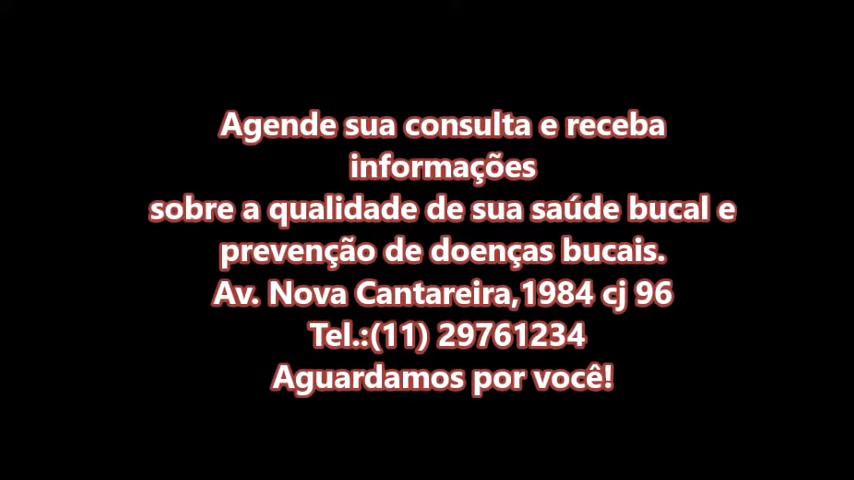 Agende sua consulta e receba
informações
sobre a qualidade de sua saúde bucal e
prevenção de doenças bucais.
Av. Nova Cantareira,1984 cj 96
Tel.:(11) 29761234
Aguardamos por você!